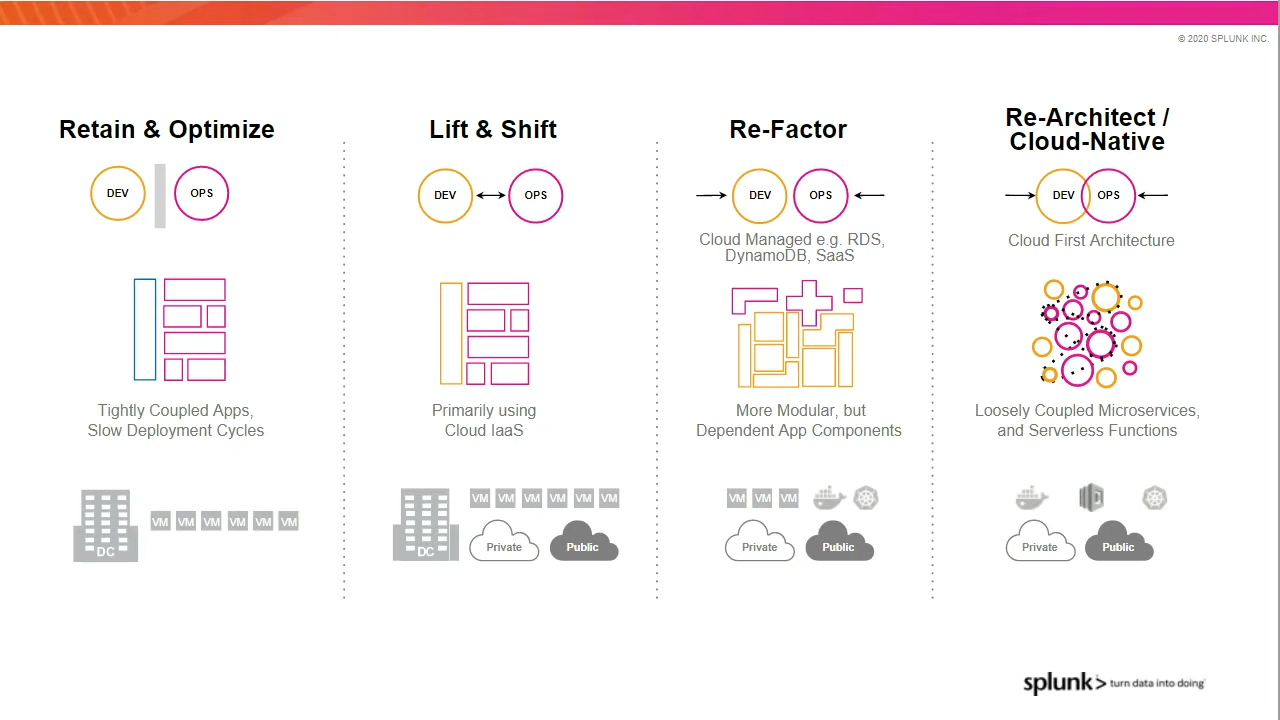 © 2020 SPLUNK INC.
Retain & Optimize
DEV
OPS
Tightly Coupled Apps,
Slow Deployment Cycles
DC
VM VM VM VM VM VM
Lift & Shift
DEV
OPS
Primarily using
Cloud IaaS
VM VM VM VM VM VM
DC
Private
Public
Re-Factor
DEV
OPS
Cloud Managed e.g. RDS,
DynamoDB, SaaS
More Modular, but
Dependent App Components
VM VM VM
Private
Public
Re-Architect /
Cloud-Native
DEV
OPS
Cloud First Architecture
Loosely Coupled Microservices,
and Serverless Functions
Private
Public
splunk> turn data into doing